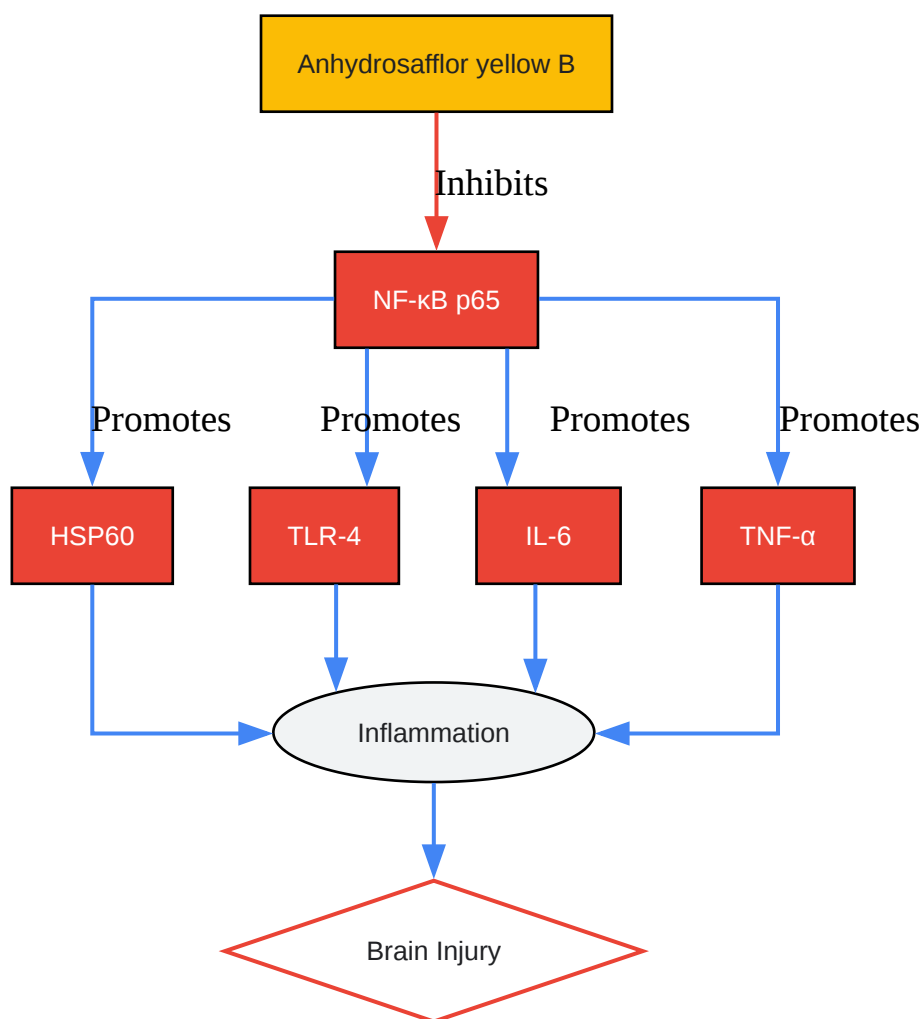 Anhydrosafflor yellow B
Inhibits
NF-κB p65
Promotes Promotes Promotes Promotes
HSP60 TLR-4 IL-6 TNF-α
Inflammation
Brain Injury